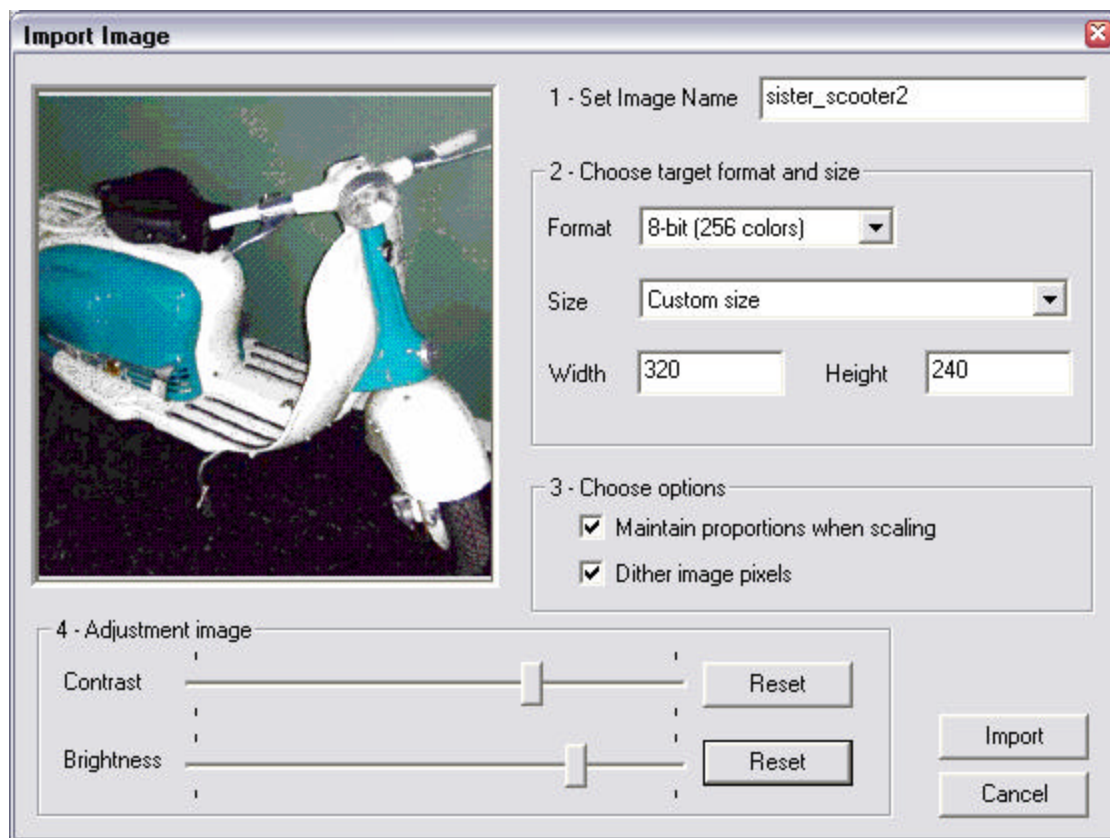 Import Image
1 - Set Image Name sister_scooter2
2 - Choose target format and size
Format 8-bit (256 colors)
Size Custom size
Width 320 Height 240
3 - Choose options
Maintain proportions when scaling
Dither image pixels
4 - Adjustment image
Contrast Reset
Brightness Reset
Import
Cancel